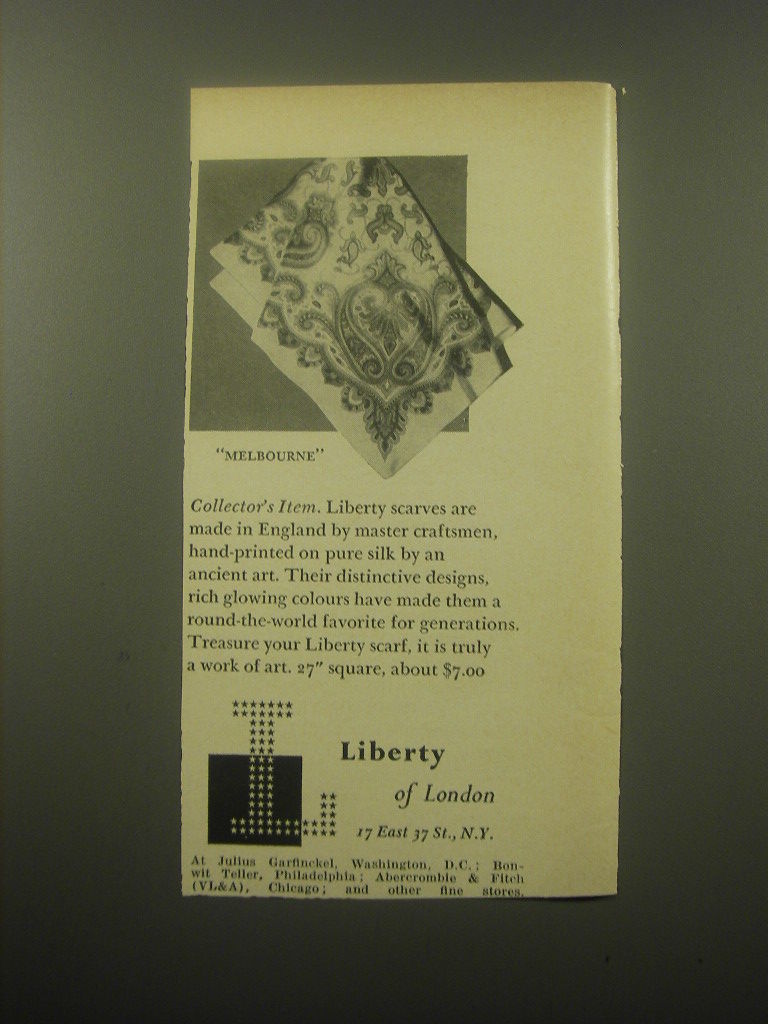 "MELBOURNE"
Collector's Item. Liberty scarves are
made in England by master craftsmen,
hand-printed on pure silk by an
ancient art. Their distinctive designs,
rich glowing colours have made them a
round-the-world favorite for generations.
Treasure your Liberty scarf, it is truly
a work of art. 27" square, about $7.00
L
Liberty
of London
17 East 37 St., N.Y.
At Julius Garfinckel, Washington, D.C.; Bon-
wit Teller, Philadelphia; Abercrombie & Fitch
(VL&A), Chicago; and other fine stores.